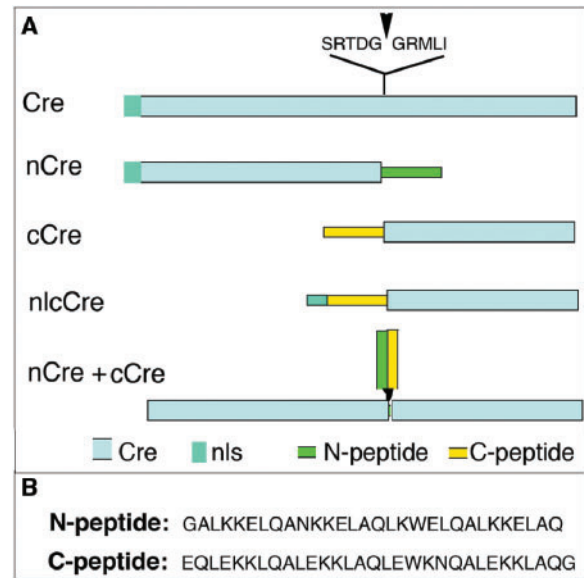 A
SRTDG GRMLI
Cre
nCre
cCre
nlcCre
nCre + cCre
Cre nls N-peptide C-peptide
B
N-peptide: GALKKELQANKKELAQLKWELQALKKELAQ
C-peptide: EQLEKKLQALEKKLAQLEWKNQALEKKLAQG